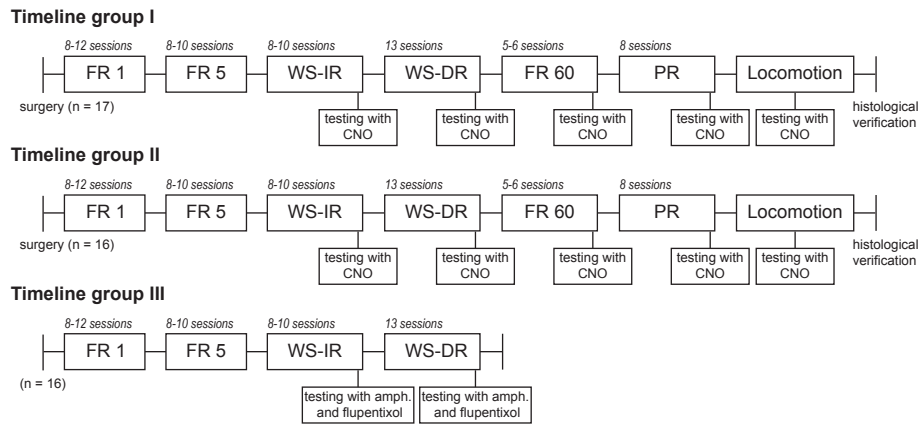 Timeline group I
8-12 sessions 8-10 sessions 8-10 sessions 13 sessions 5-6 sessions 8 sessions
FR 1 FR 5 WS-IR WS-DR FR 60 PR Locomotion
surgery (n = 17)
testing with CNO testing with CNO testing with CNO testing with CNO testing with CNO
histological verification
Timeline group II
8-12 sessions 8-10 sessions 8-10 sessions 13 sessions 5-6 sessions 8 sessions
FR 1 FR 5 WS-IR WS-DR FR 60 PR Locomotion
surgery (n = 16)
testing with CNO testing with CNO testing with CNO testing with CNO testing with CNO
histological verification
Timeline group III
8-12 sessions 8-10 sessions 8-10 sessions 13 sessions
FR 1 FR 5 WS-IR WS-DR
(n = 16)
testing with amph. and flupentixol testing with amph. and flupentixol